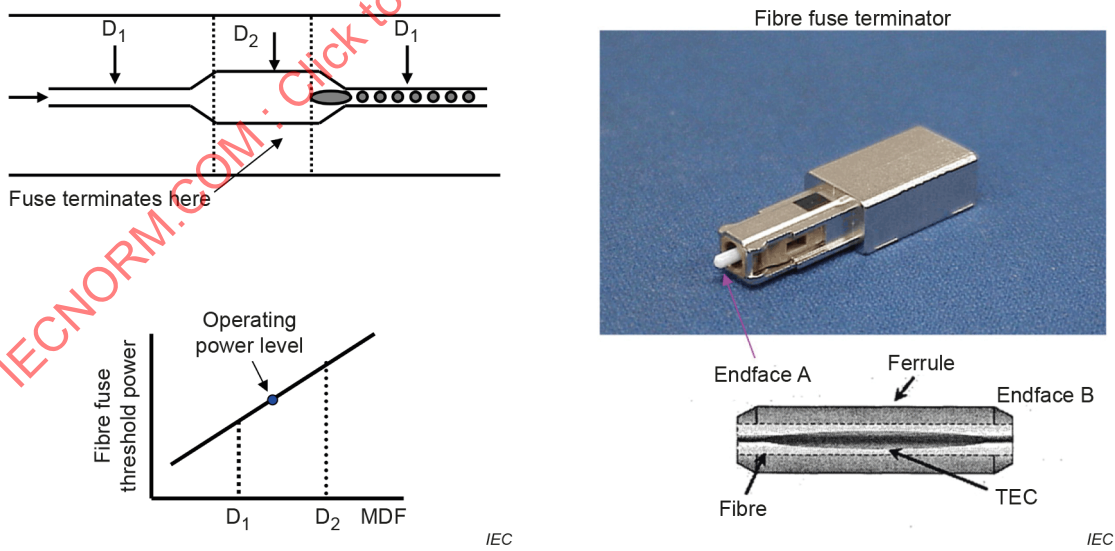 D1
D2
D1
Fuse terminates here
IECNORM.COM : Click to
Operating
power level
Fibre fuse
threshold power
D1
D2
MDF
IEC
Fibre fuse terminator
Endface A
Ferrule
Endface B
Fibre
TEC
IEC